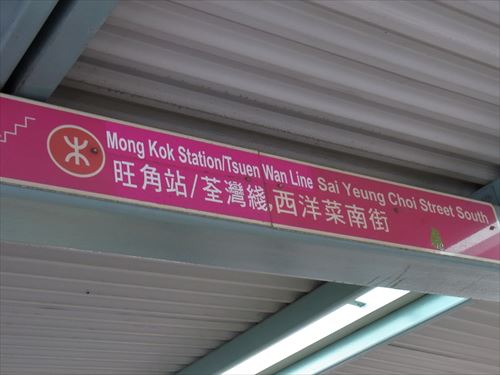 Mong Kok Station/Tsuen Wan Line Sai Yeung Choi Street South
旺角站/荃灣綫,西洋菜南街